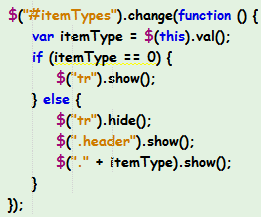 $("#itemTypes").change(function () {
    var itemType = $(this).val();
    if (itemType == 0) {
        $("tr").show();
    } else {
        $("tr").hide();
        $(".header").show();
        $("." + itemType).show();
    }
});